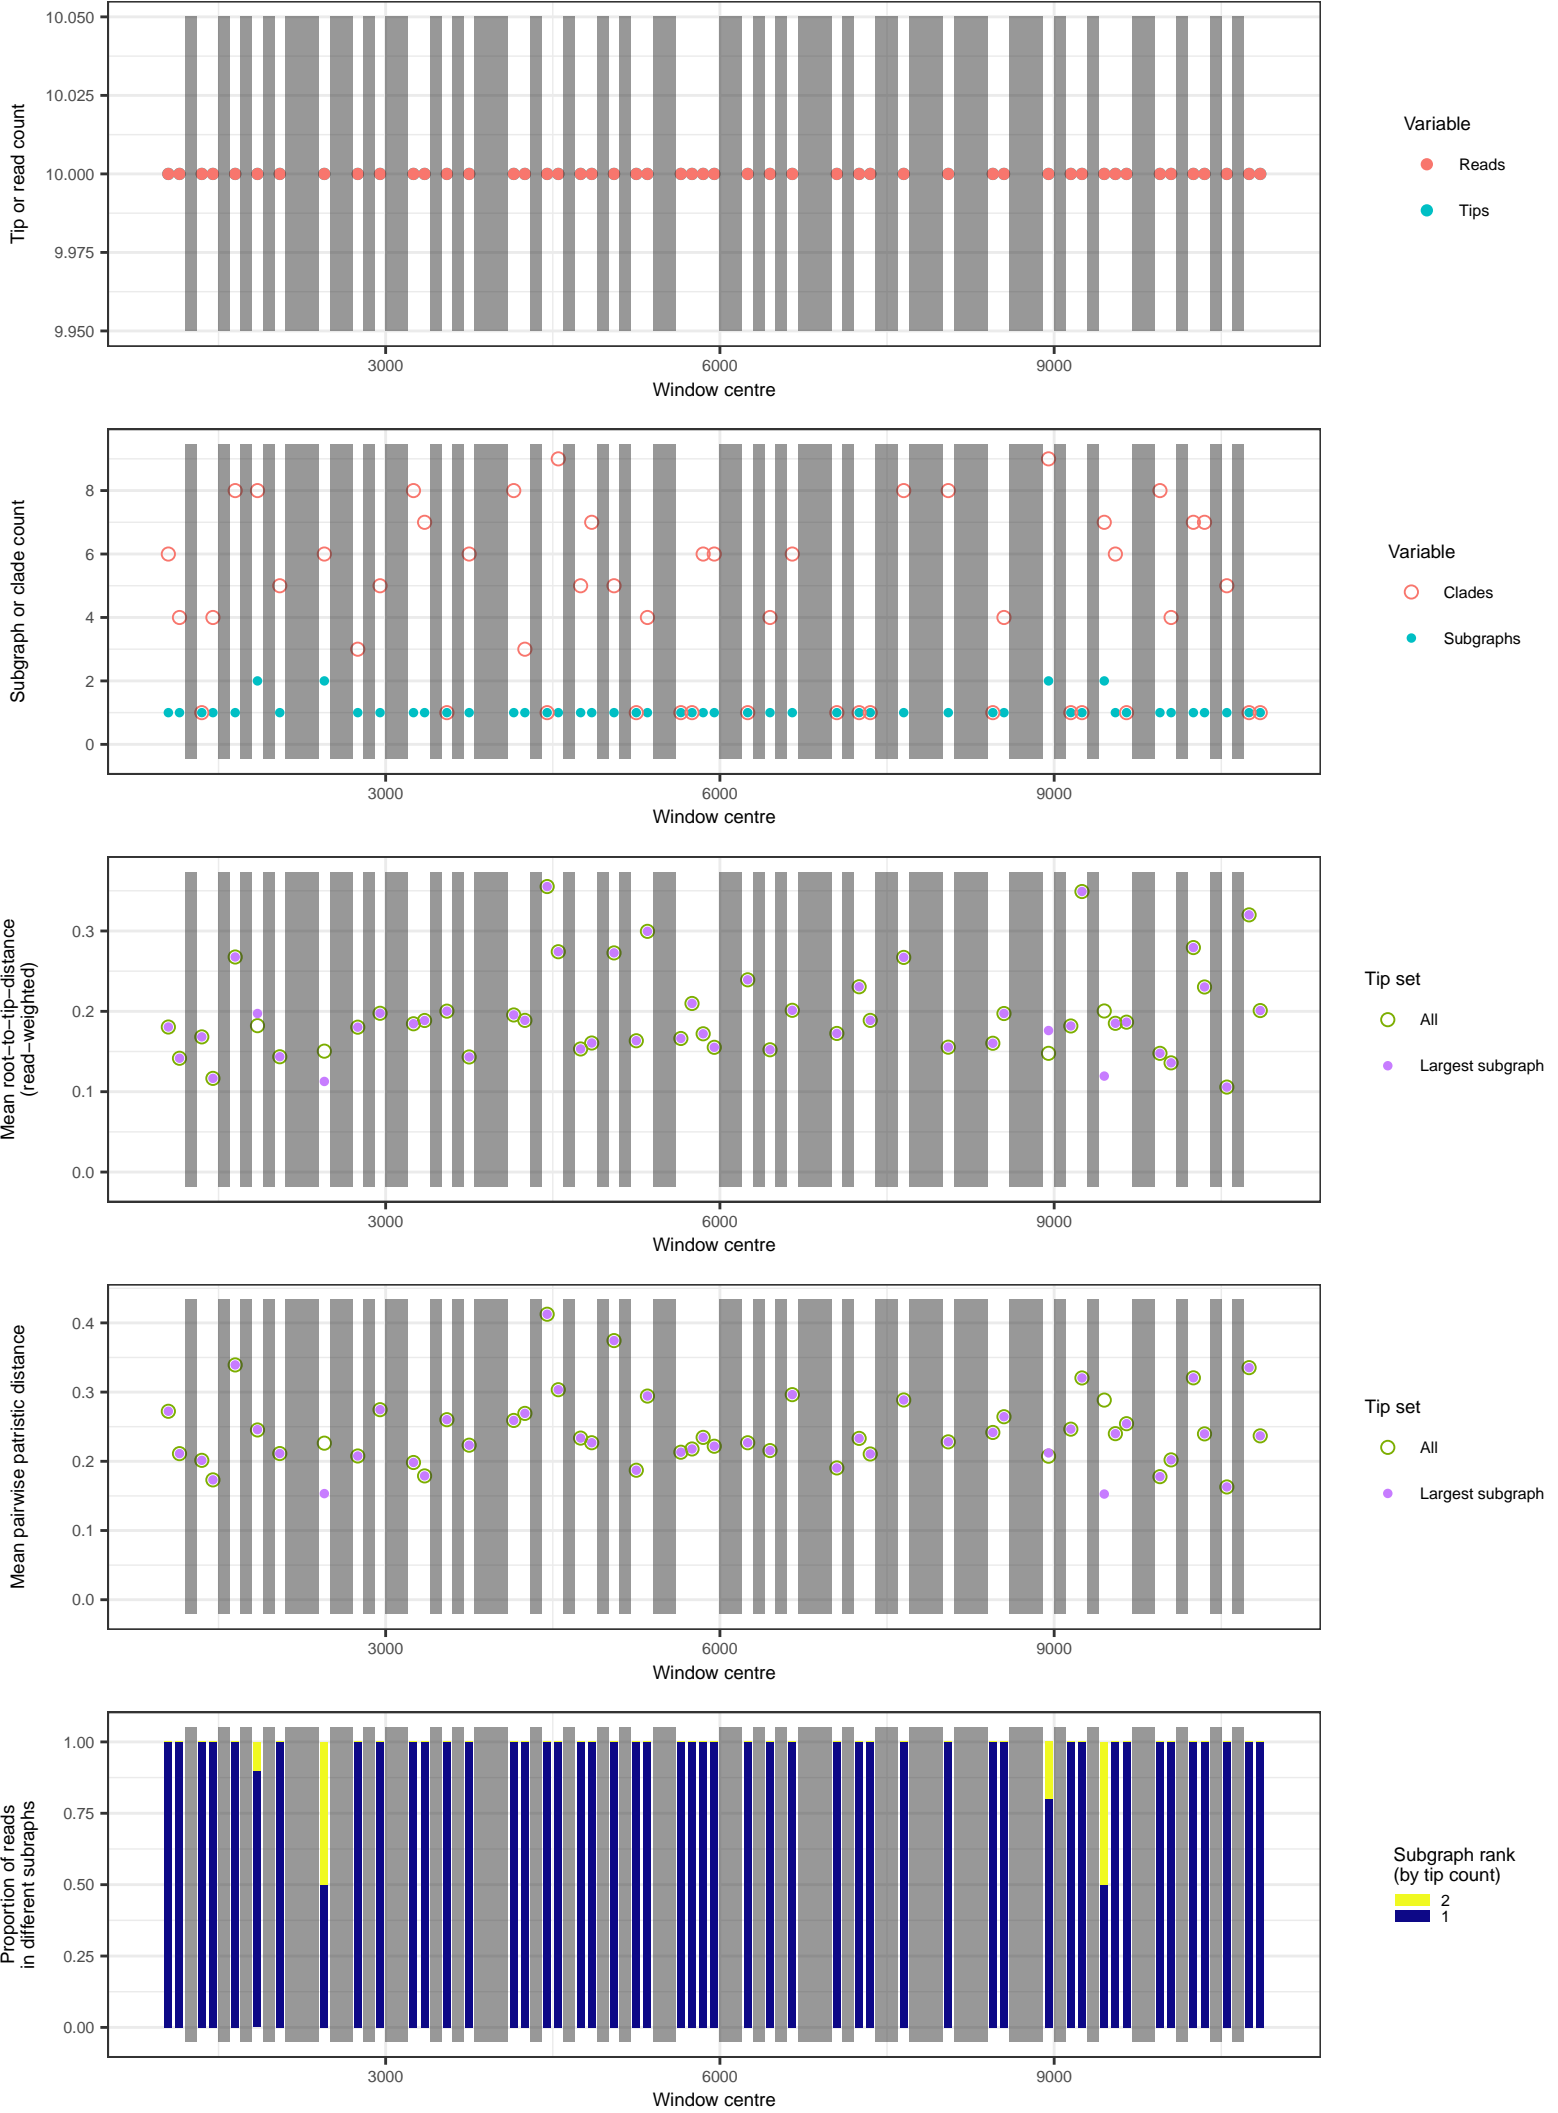 10.050
10.025
10.000
9.975
9.950
Tip or read count
3000
6000
9000
Window centre
Variable
Reads
Tips
8
6
4
2
0
Subgraph or clade count
3000
6000
9000
Window centre
Variable
Clades
Subgraphs
0.3
0.2
0.1
0.0
Mean root−to−tip−distance
(read−weighted)
3000
6000
9000
Window centre
Tip set
All
Largest subgraph
0.4
0.3
0.2
0.1
0.0
Mean pairwise patristic distance
3000
6000
9000
Window centre
Tip set
All
Largest subgraph
1.00
0.75
0.50
0.25
0.00
Proportion of reads
in different subraphs
3000
6000
9000
Window centre
Subgraph rank
(by tip count)
2
1